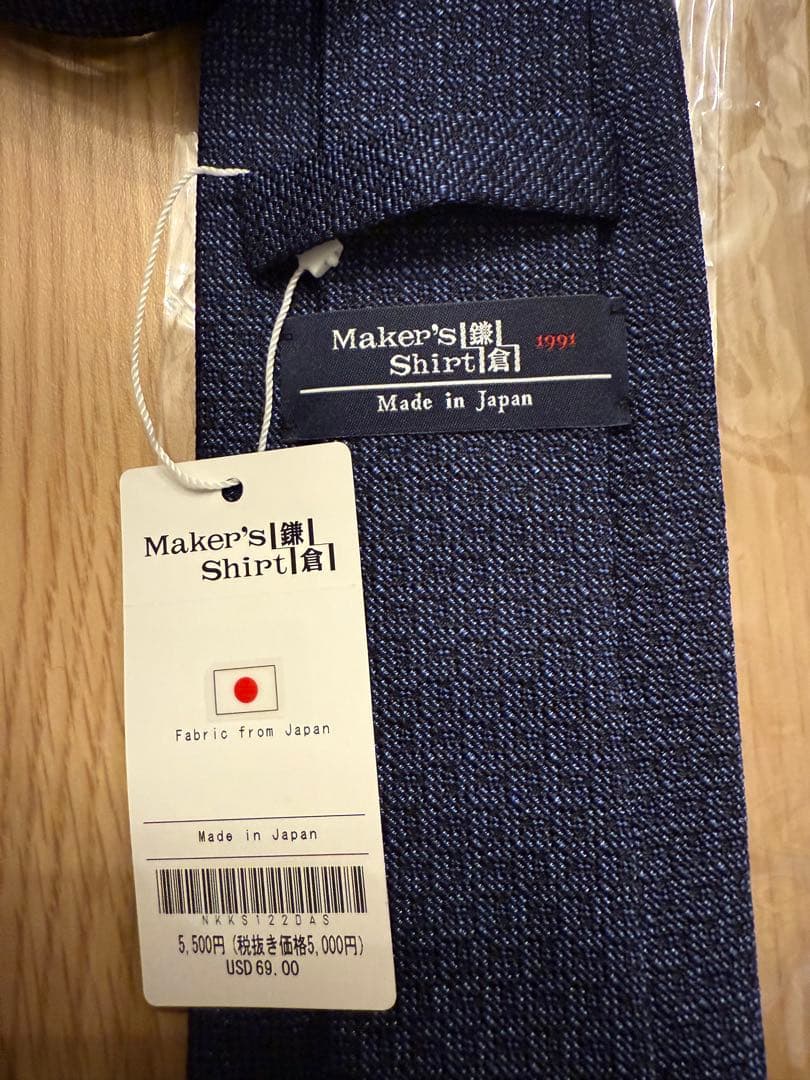 Maker's 鎌 1991
Shirt 倉
Made in Japan
Maker's 鎌
Shirt 倉
Fabric from Japan
Made in Japan
NKKS122DAS
5,500円(税抜き価格5,000円)
USD 69.00